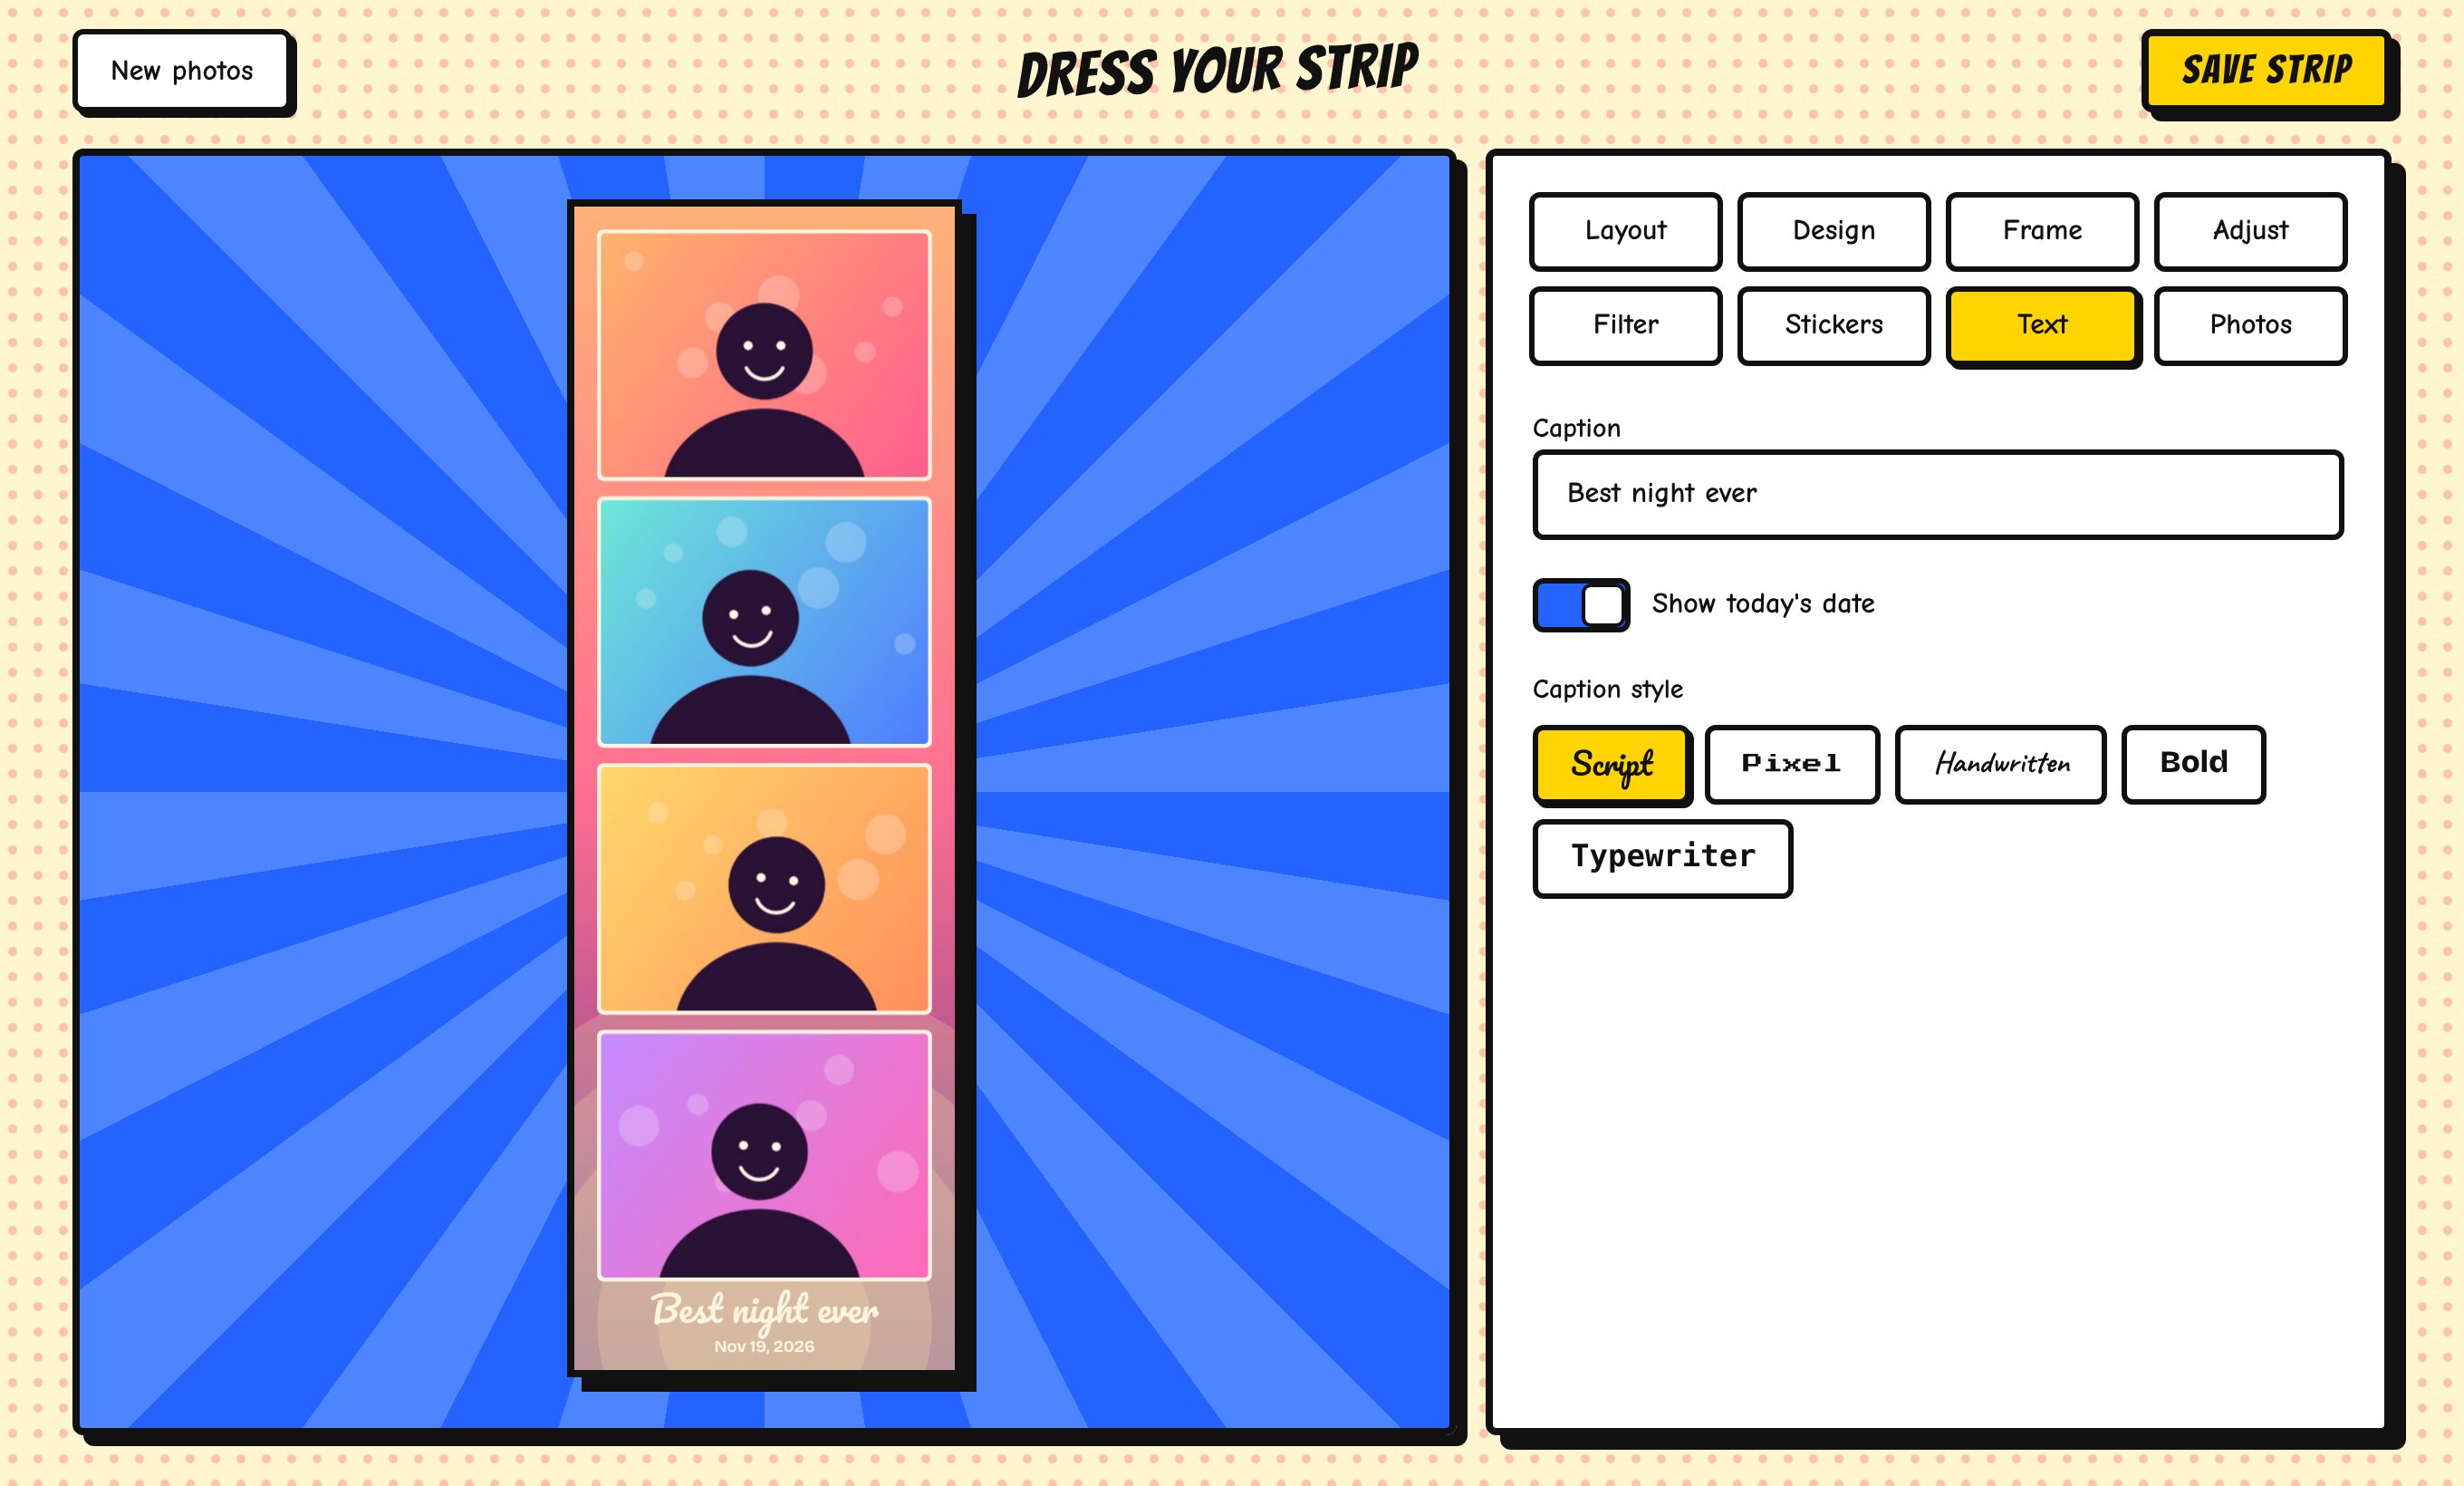 New photos
DRESS YOUR STRIP
SAVE STRIP
Layout
Design
Frame
Adjust
Filter
Stickers
Text
Photos
Caption
Best night ever
Show today's date
Caption style
Script
Pixel
Handwritten
Bold
Typewriter
Best night ever
Nov 19, 2026